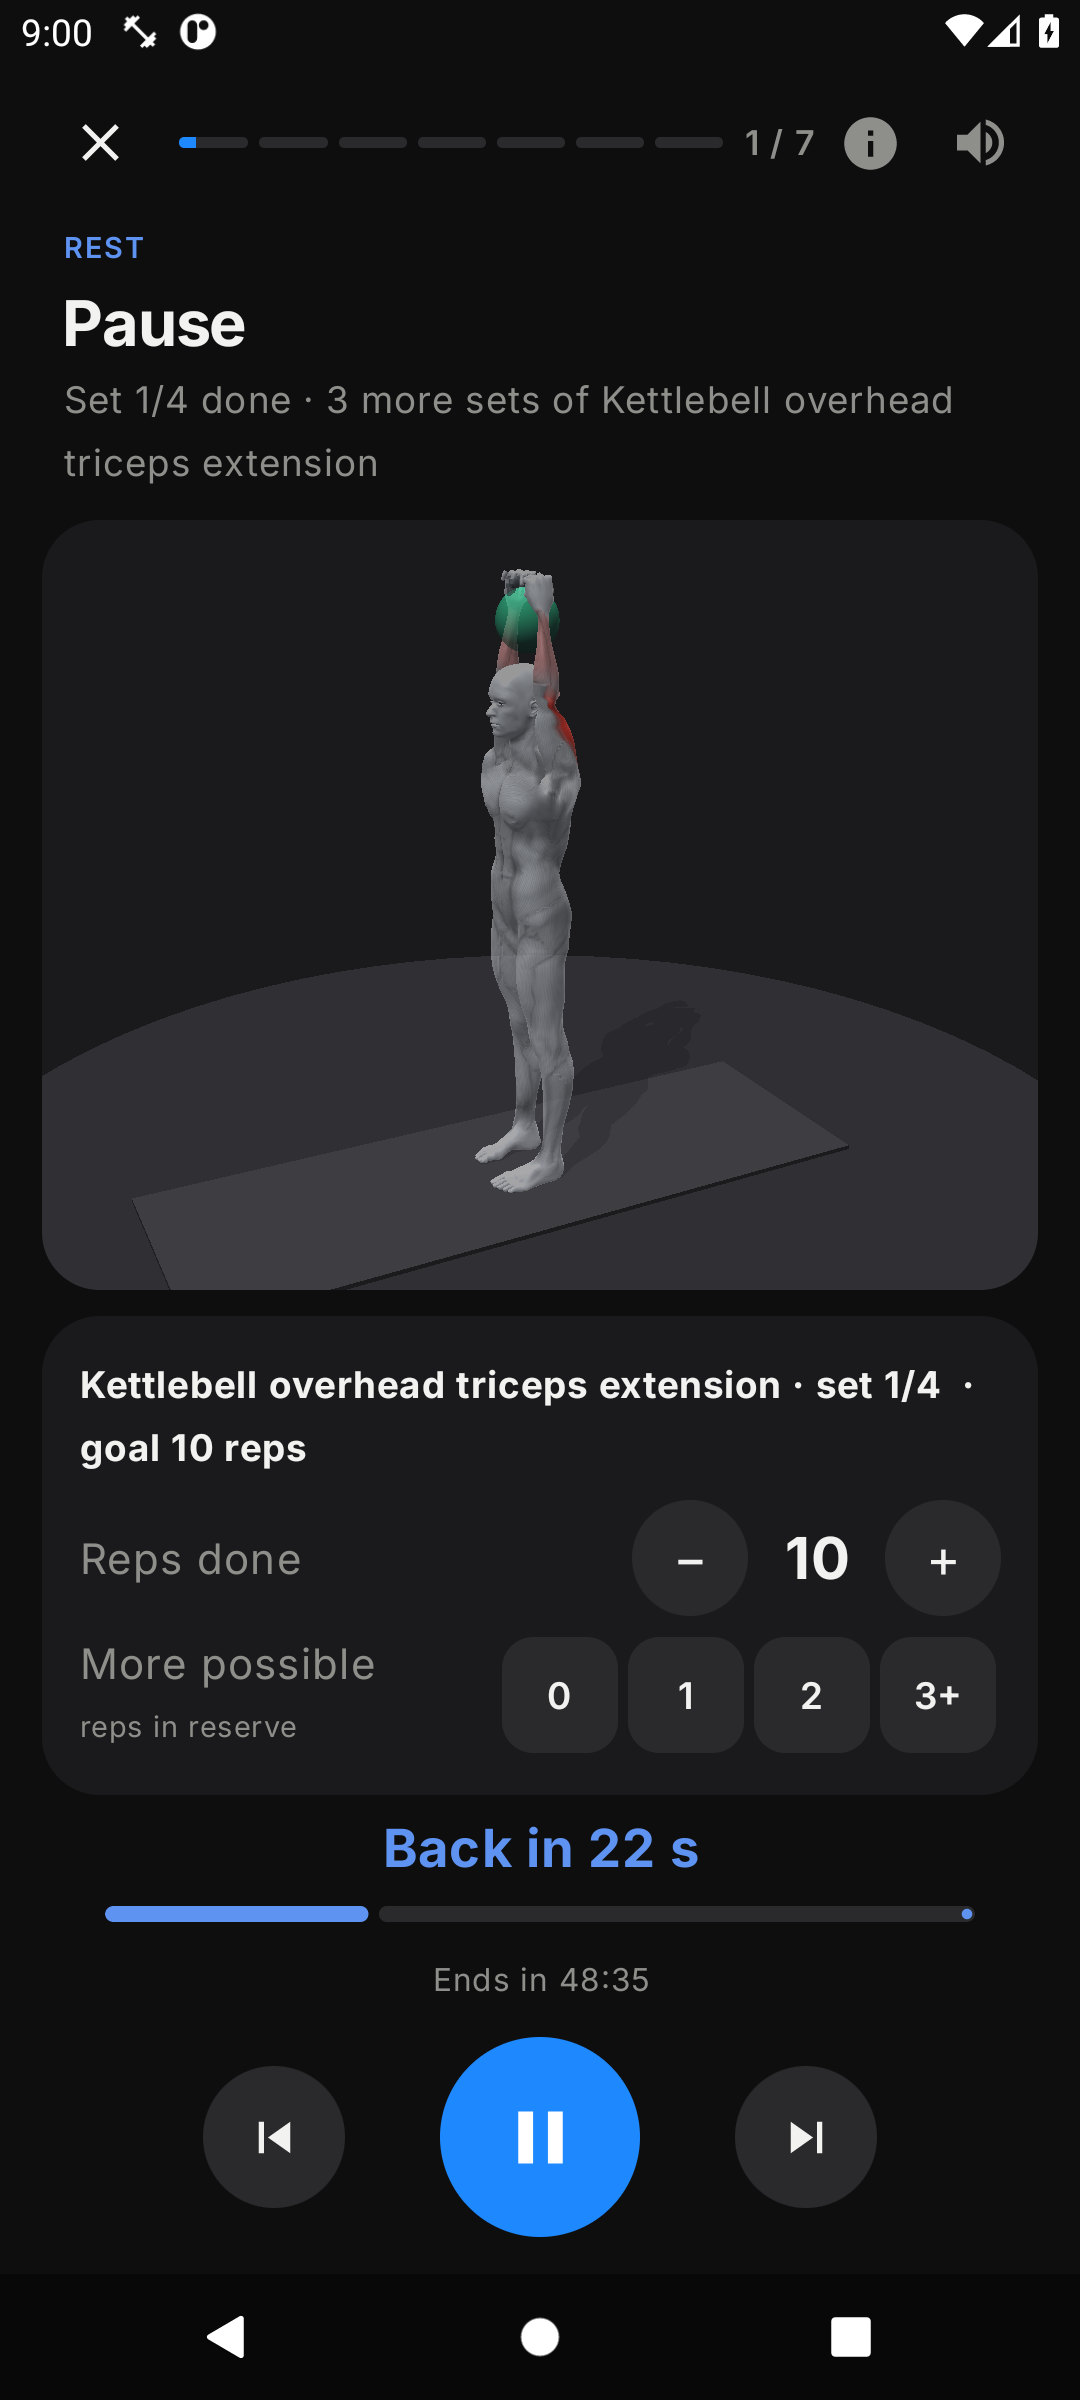 9:00
1 / 7
REST
Pause
Set 1/4 done · 3 more sets of Kettlebell overhead
triceps extension
Kettlebell overhead triceps extension · set 1/4 ·
goal 10 reps
Reps done
− 10 +
More possible
reps in reserve
0 1 2 3+
Back in 22 s
Ends in 48:35